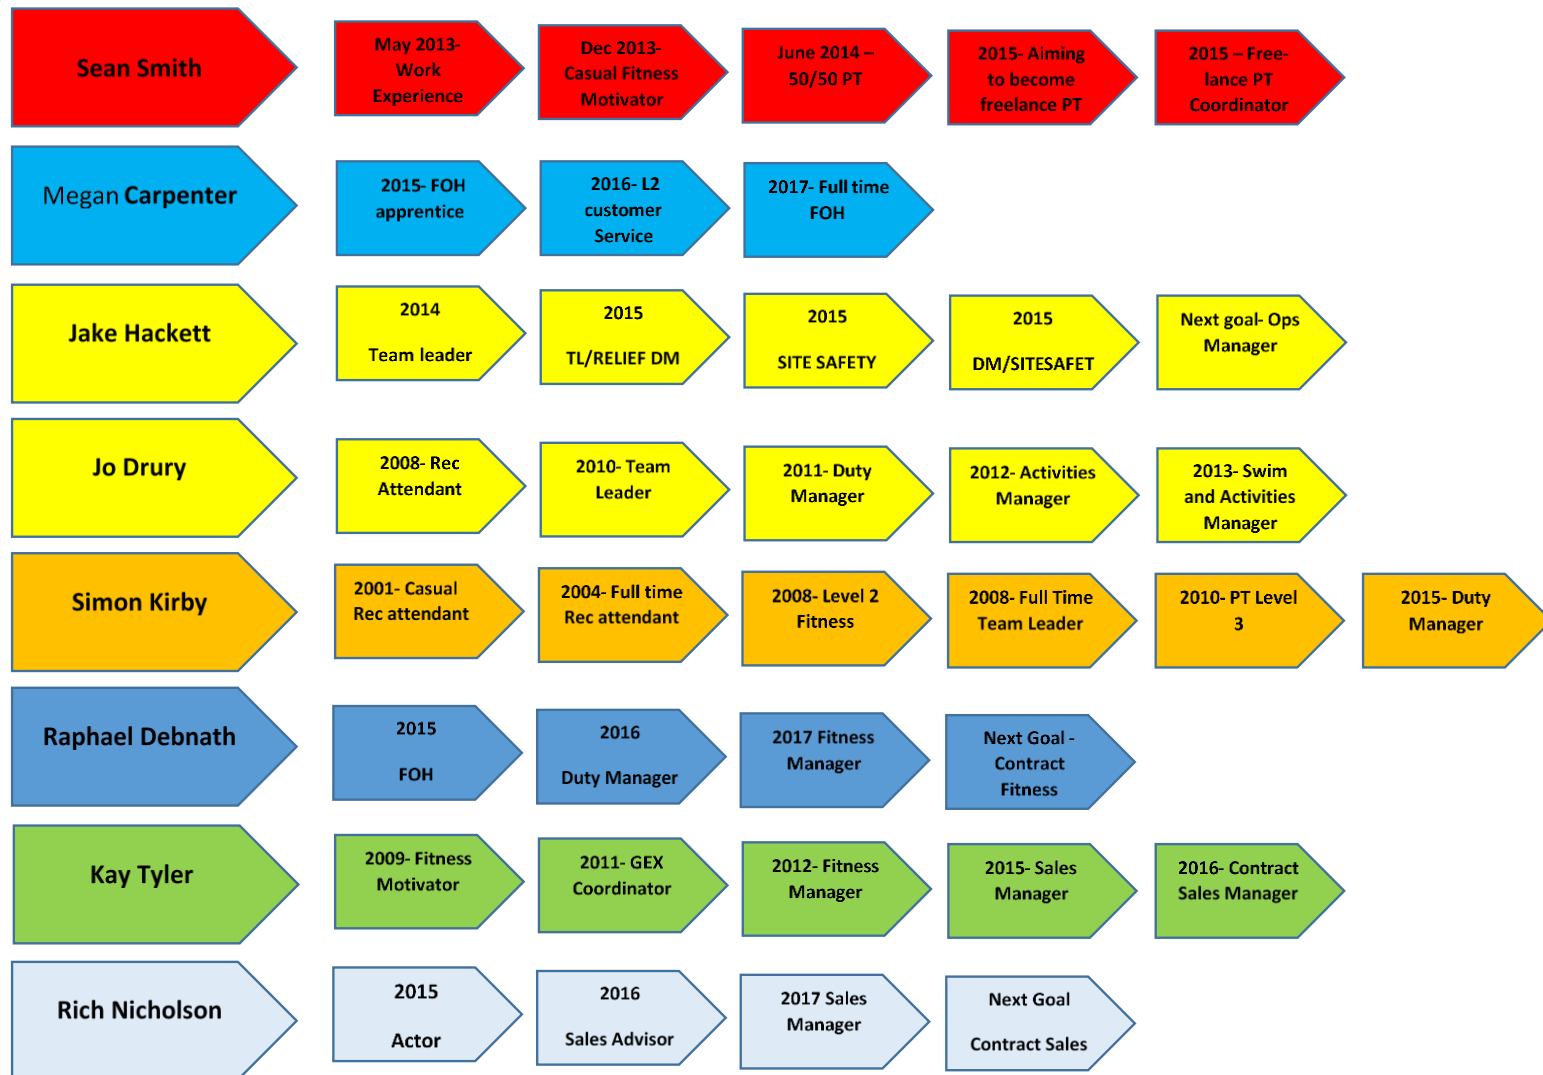 Sean Smith
May 2013-
Work
Experience
Dec 2013-
Casual Fitness
Motivator
June 2014 –
50/50 PT
2015- Aiming
to become
freelance PT
2015 – Free-
lance PT
Coordinator
Megan Carpenter
2015- FOH
apprentice
2016- L2
customer
Service
2017- Full time
FOH
Jake Hackett
2014
Team leader
2015
TL/RELIEF DM
2015
SITE SAFETY
2015
DM/SITESAFET
Next goal- Ops
Manager
Jo Drury
2008- Rec
Attendant
2010- Team
Leader
2011- Duty
Manager
2012- Activities
Manager
2013- Swim
and Activities
Manager
Simon Kirby
2001- Casual
Rec attendant
2004- Full time
Rec attendant
2008- Level 2
Fitness
2008- Full Time
Team Leader
2010- PT Level
3
2015- Duty
Manager
Raphael Debnath
2015
FOH
2016
Duty Manager
2017 Fitness
Manager
Next Goal -
Contract
Fitness
Kay Tyler
2009- Fitness
Motivator
2011- GEX
Coordinator
2012- Fitness
Manager
2015- Sales
Manager
2016- Contract
Sales Manager
Rich Nicholson
2015
Actor
2016
Sales Advisor
2017 Sales
Manager
Next Goal
Contract Sales